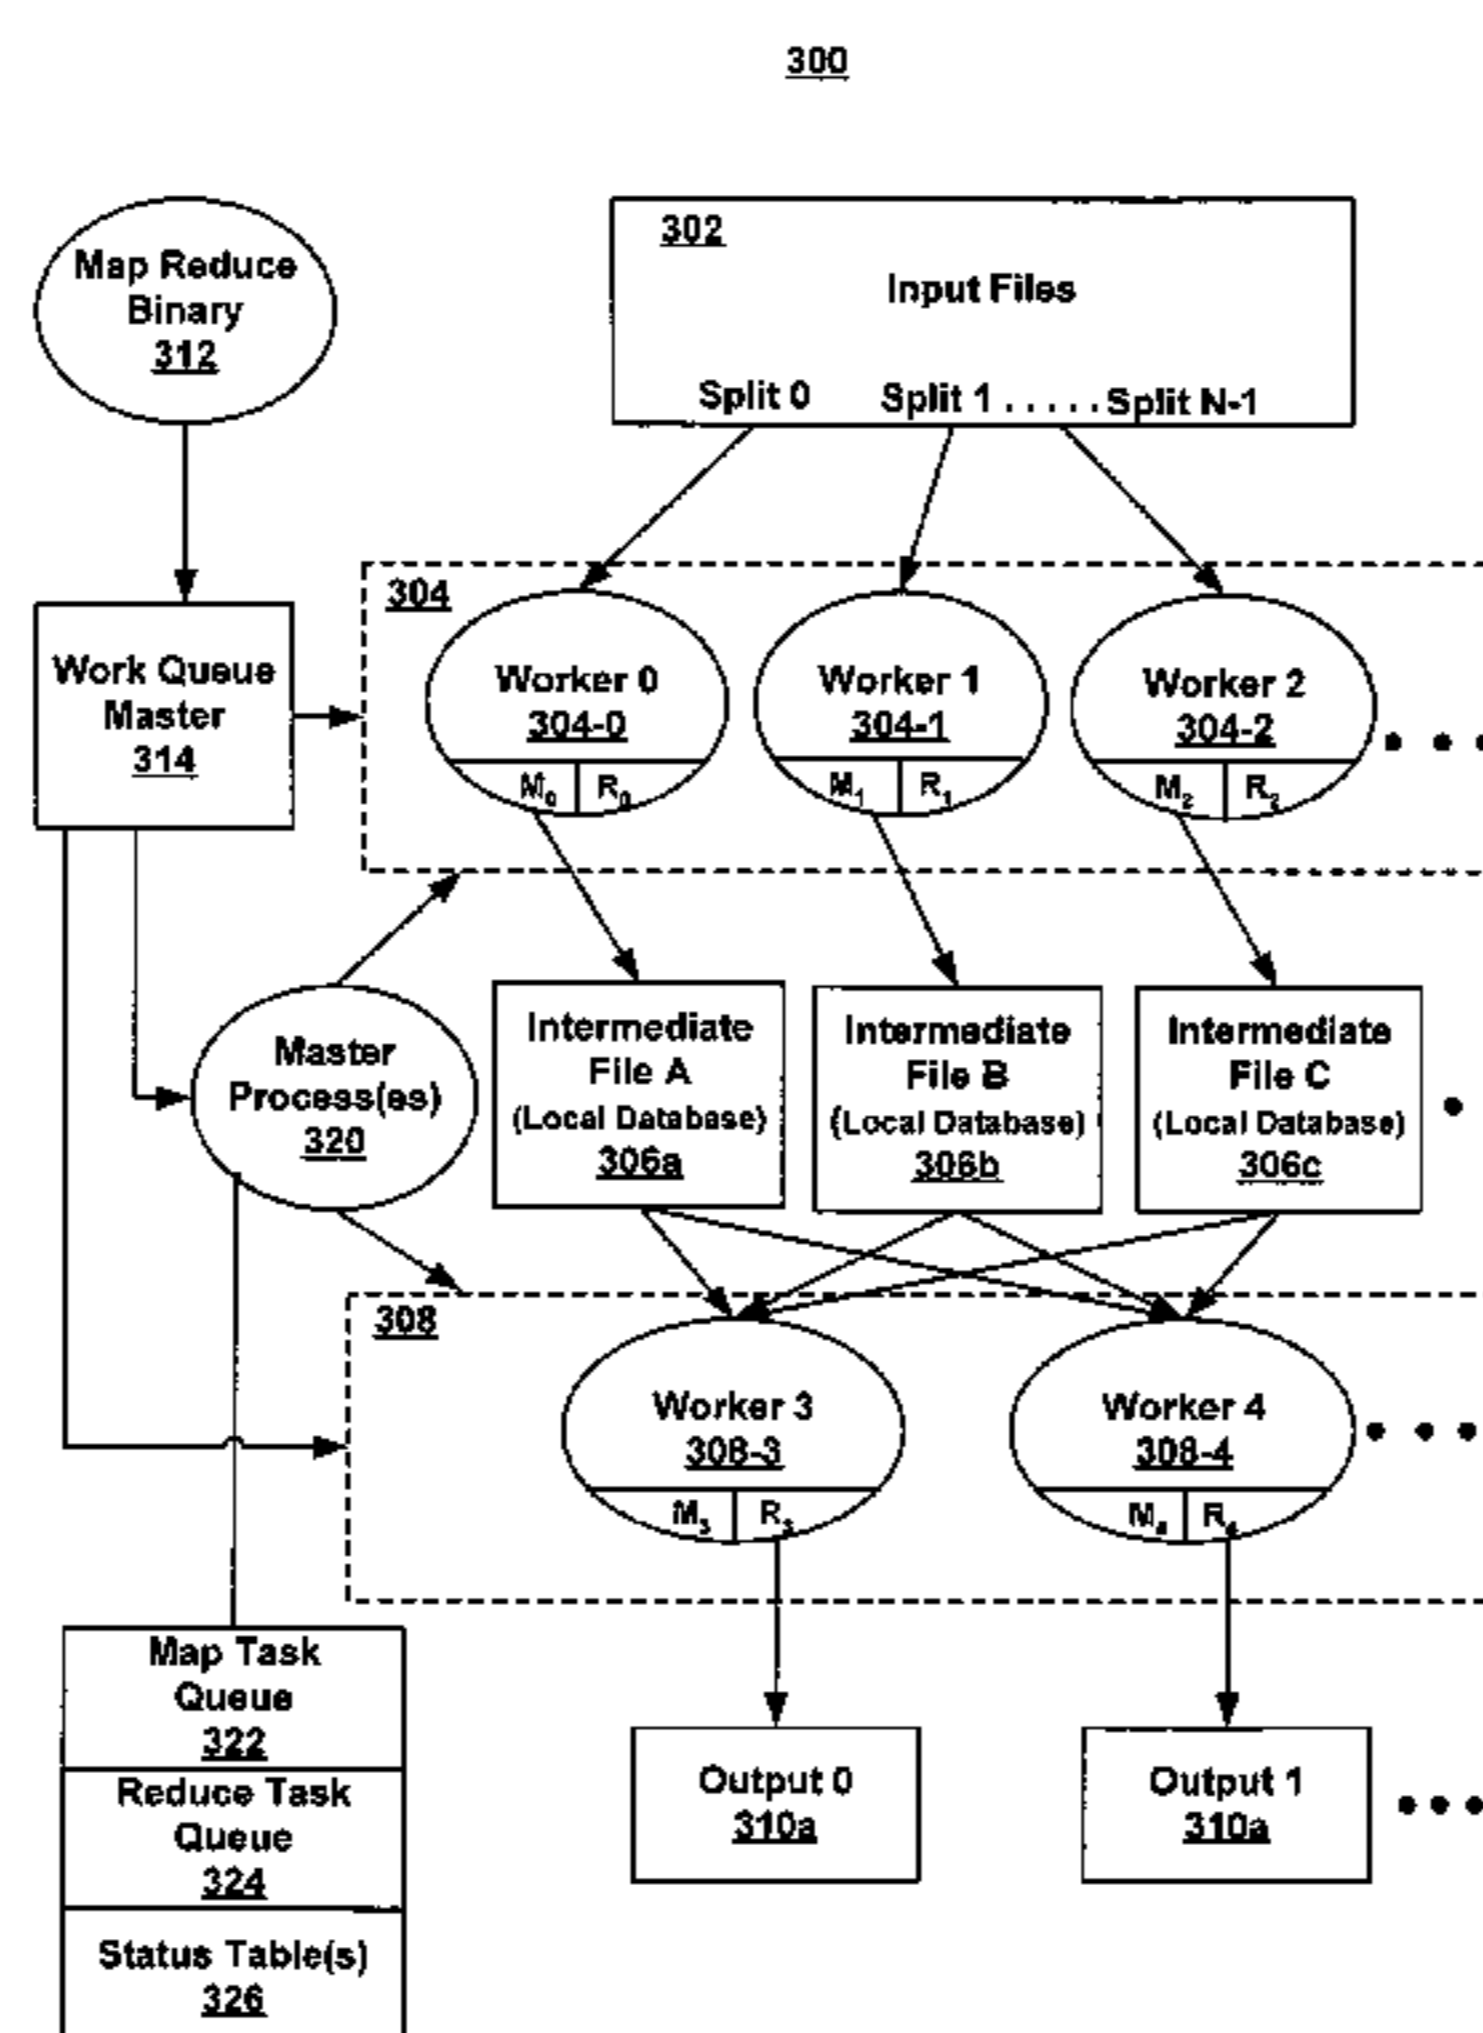 300
Map Reduce
Binary
312
302
Input Files
Split 0 Split 1 . . . . . Split N-1
Work Queue
Master
314
304
Worker 0
304-0
M0 R0
Worker 1
304-1
M1 R1
Worker 2
304-2
M2 R2
Master
Process(es)
320
Intermediate
File A
(Local Database)
306a
Intermediate
File B
(Local Database)
306b
Intermediate
File C
(Local Database)
306c
308
Worker 3
308-3
M3 R3
Worker 4
308-4
M4 R4
Map Task
Queue
322
Reduce Task
Queue
324
Status Table(s)
326
Output 0
310a
Output 1
310a